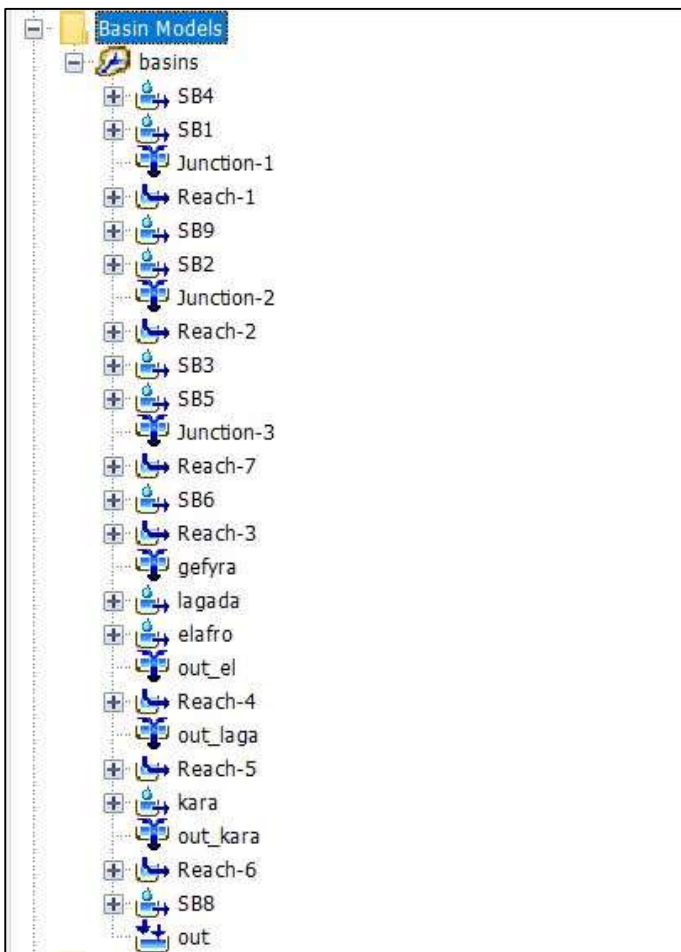 Basin Models
basins
SB4
SB1
Junction-1
Reach-1
SB9
SB2
Junction-2
Reach-2
SB3
SB5
Junction-3
Reach-7
SB6
Reach-3
gefyra
lagada
elafro
out_el
Reach-4
out_laga
Reach-5
kara
out_kara
Reach-6
SB8
out